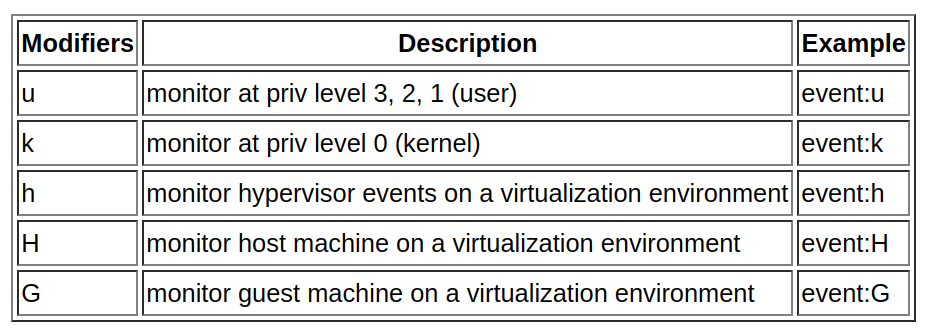 Modifiers Description Example
u monitor at priv level 3, 2, 1 (user) event:u
k monitor at priv level 0 (kernel) event:k
h monitor hypervisor events on a virtualization environment event:h
H monitor host machine on a virtualization environment event:H
G monitor guest machine on a virtualization environment event:G